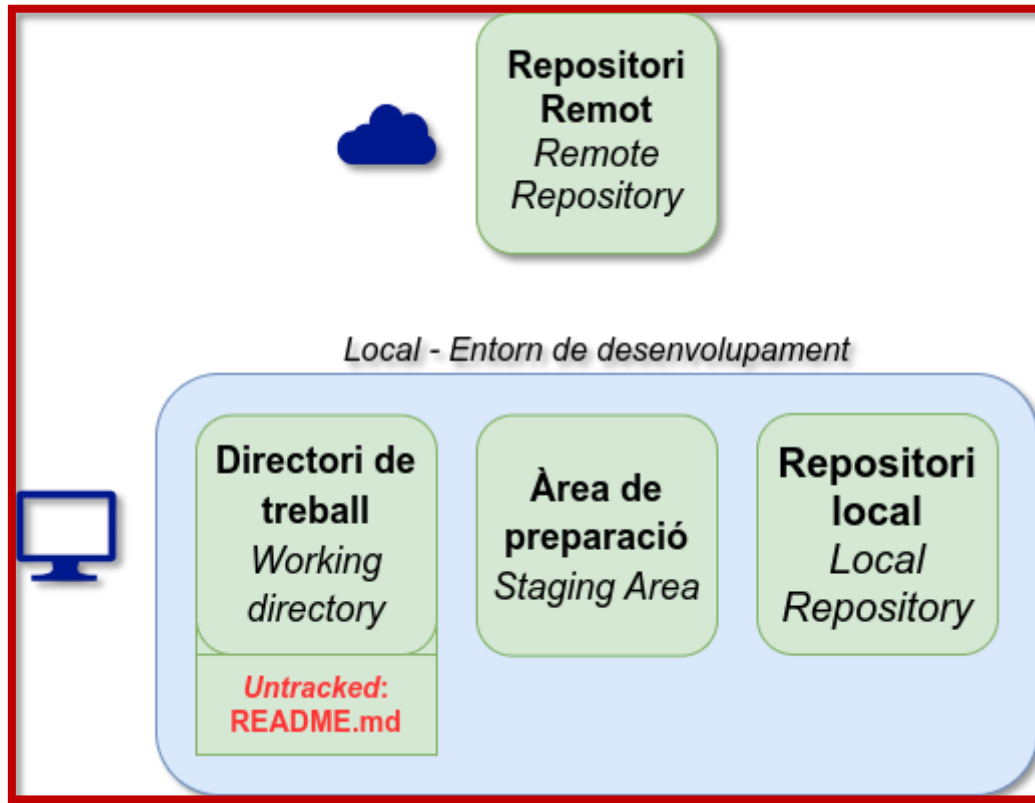 Repositori
Remot
Remote
Repository
Local - Entorn de desenvolupament
Directori de
treball
Working
directory
Untracked:
README.md
Àrea de
preparació
Staging Area
Repositori
local
Local
Repository